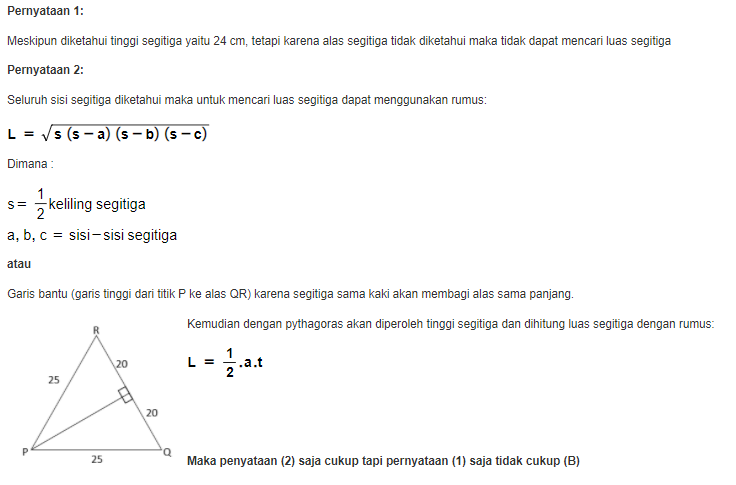 Pernyataan 1:
Meskipun diketahui tinggi segitiga yaitu 24 cm, tetapi karena alas segitiga tidak diketahui maka tidak dapat mencari luas segitiga
Pernyataan 2:
Seluruh sisi segitiga diketahui maka untuk mencari luas segitiga dapat menggunakan rumus:
L = √s (s − a) (s − b) (s − c)
Dimana :
s = 1/2 keliling segitiga
a, b, c = sisi−sisi segitiga
atau
Garis bantu (garis tinggi dari titik P ke alas QR) karena segitiga sama kaki akan membagi alas sama panjang.
Kemudian dengan pythagoras akan diperoleh tinggi segitiga dan dihitung luas segitiga dengan rumus:
L = 1/2 .a.t
R
20
25
20
P
Q
25
Maka penyataan (2) saja cukup tapi pernyataan (1) saja tidak cukup (B)